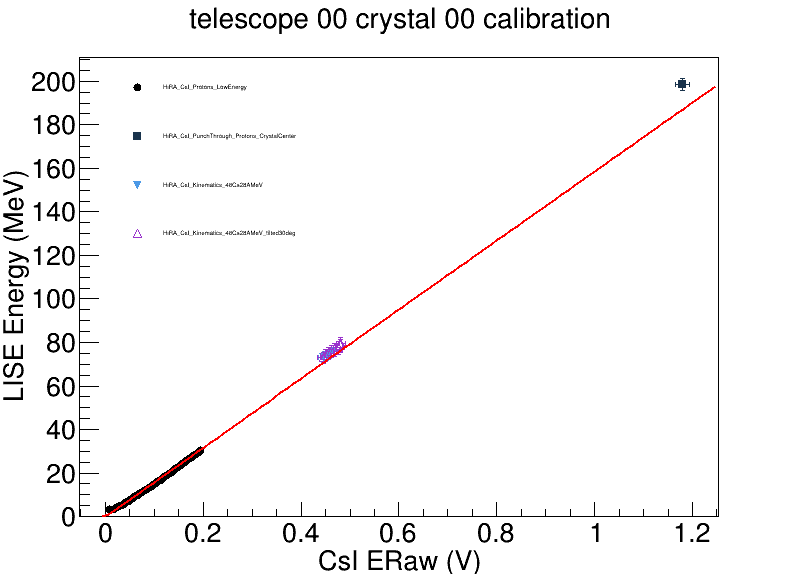 telescope 00 crystal 00 calibration
LISE Energy (MeV)
200
180
160
140
120
100
80
60
40
20
0
HiRA_CsI_Protons_LowEnergy
HiRA_CsI_PunchThrough_Protons_CrystalCenter
HiRA_CsI_Kinematics_48Ca28AMeV
HiRA_CsI_Kinematics_48Ca28AMeV_tilted30deg
0 0.2 0.4 0.6 0.8 1 1.2
CsI ERaw (V)